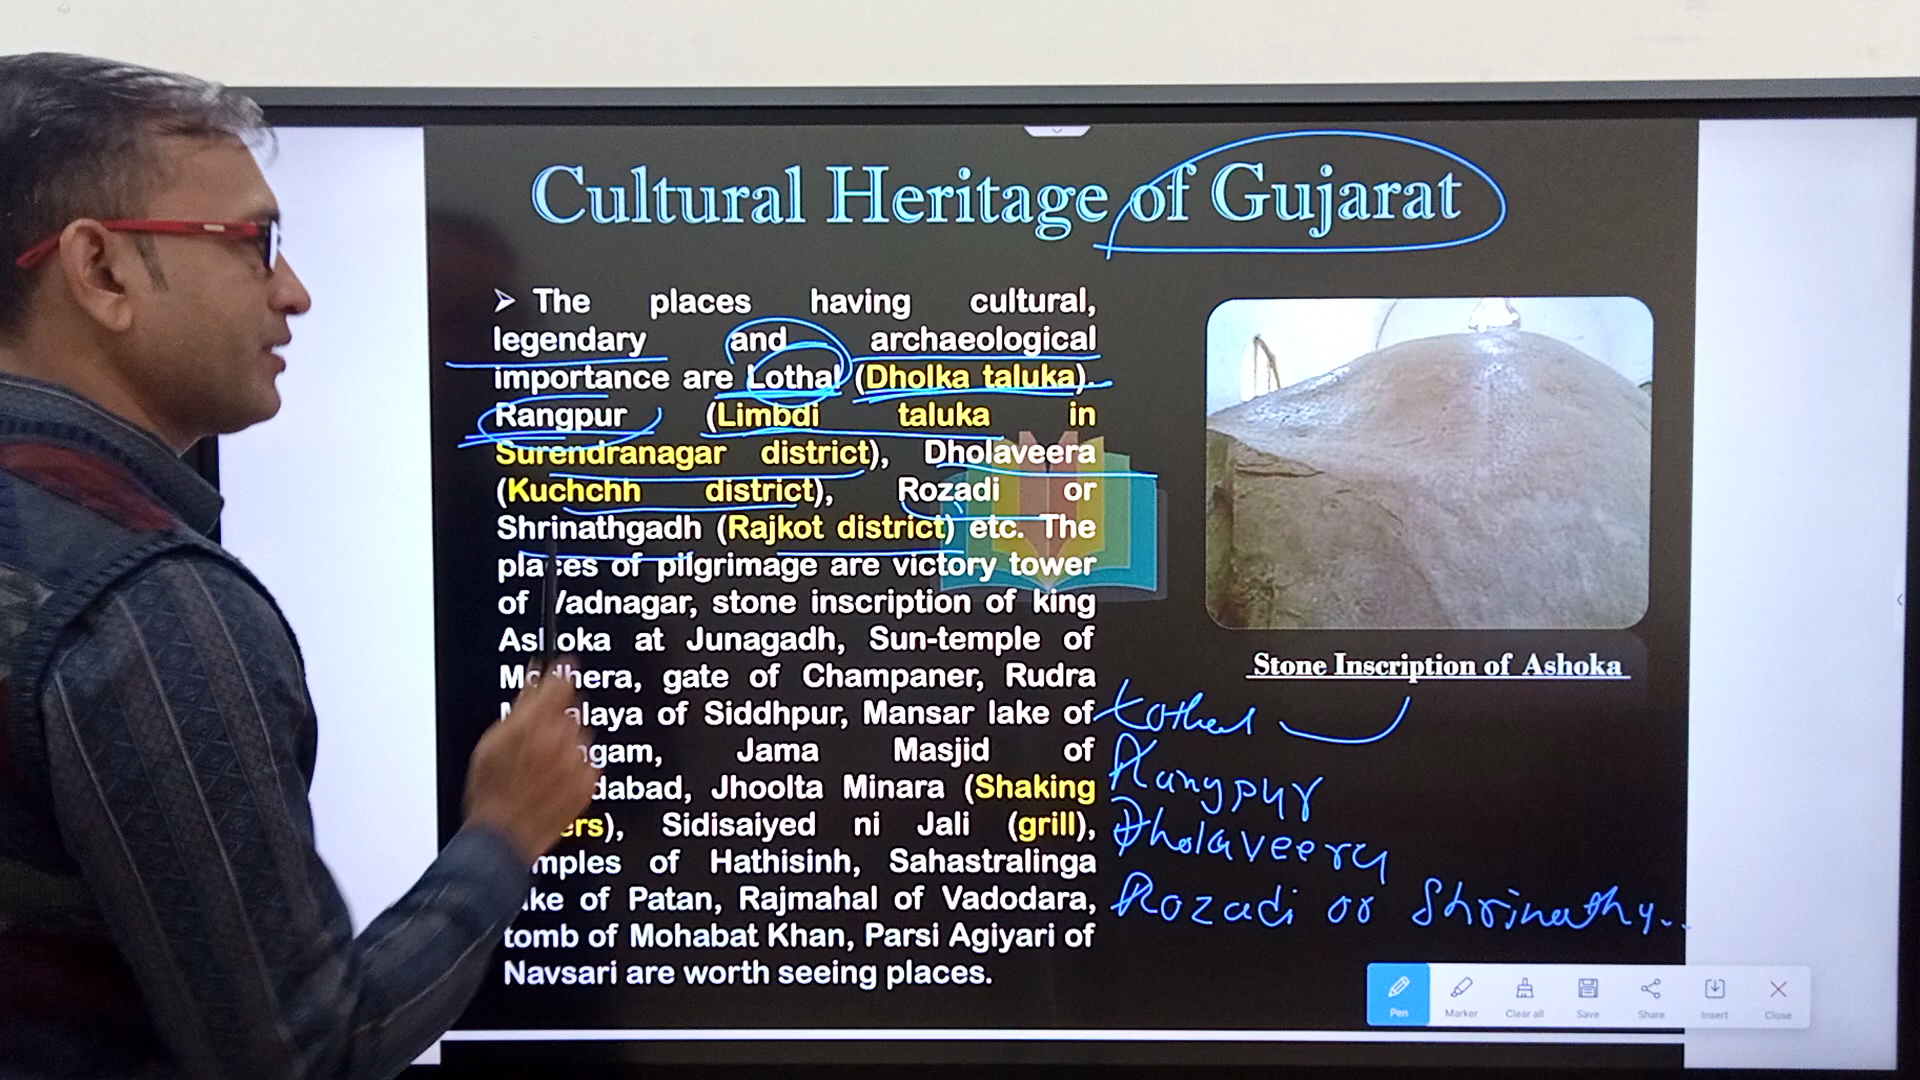 Cultural Heritage of Gujarat
➢ The places having cultural,
legendary and archaeological
importance are Lothal (Dholka taluka).
Rangpur (Limbdi taluka in
Surendranagar district), Dholaveera
(Kuchchh district), Rozadi or
Shrinathgadh (Rajkot district) etc. The
places of pilgrimage are victory tower
of Vadnagar, stone inscription of king
Ashoka at Junagadh, Sun-temple of
Modhera, gate of Champaner, Rudra
alaya of Siddhpur, Mansar lake of
gam, Jama Masjid of
dabad, Jhoolta Minara (Shaking
ers), Sidisaiyed ni Jali (grill),
mples of Hathisinh, Sahastralinga
ke of Patan, Rajmahal of Vadodara,
tomb of Mohabat Khan, Parsi Agiyari of
Navsari are worth seeing places.
Stone Inscription of Ashoka
Lothal
Rangpur
Dholaveera
Rozadi or Shrinathg..
Pen Marker Clear all Save Share Insert Close